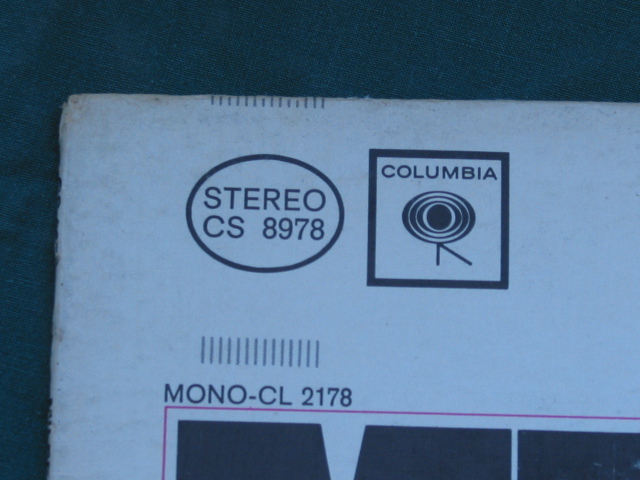 STEREO
CS 8978
COLUMBIA
MONO-CL 2178